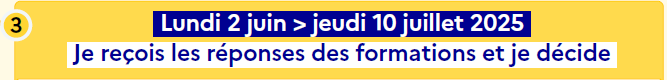 3
Lundi 2 juin > jeudi 10 juillet 2025
Je reçois les réponses des formations et je décide